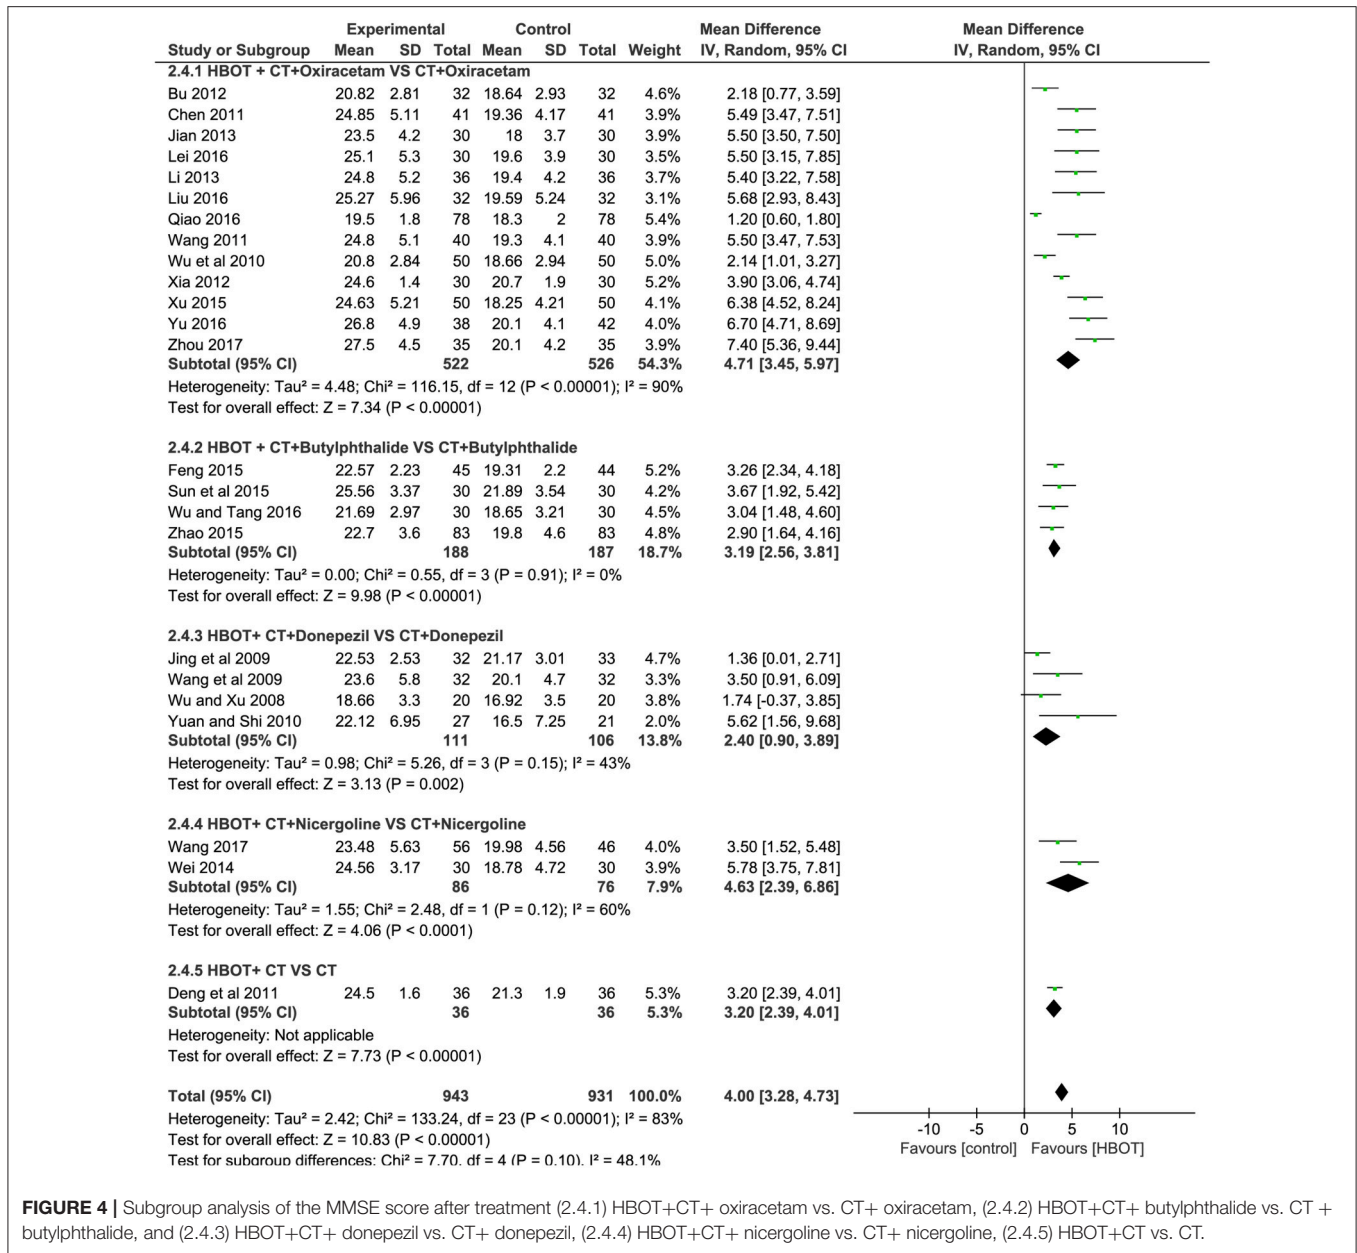 Experimental Control Mean Difference Mean Difference
Study or Subgroup Mean SD Total Mean SD Total Weight IV, Random, 95% CI IV, Random, 95% CI
2.4.1 HBOT + CT+Oxiracetam VS CT+Oxiracetam
Bu 2012 20.82 2.81 32 18.64 2.93 32 4.6% 2.18 [0.77, 3.59]
Chen 2011 24.85 5.11 41 19.36 4.17 41 3.9% 5.49 [3.47, 7.51]
Jian 2013 23.5 4.2 30 18 3.7 30 3.9% 5.50 [3.50, 7.50]
Lei 2016 25.1 5.3 30 19.6 3.9 30 3.5% 5.50 [3.15, 7.85]
Li 2013 24.8 5.2 36 19.4 4.2 36 3.7% 5.40 [3.22, 7.58]
Liu 2016 25.27 5.96 32 19.59 5.24 32 3.1% 5.68 [2.93, 8.43]
Qiao 2016 19.5 1.8 78 18.3 2 78 5.4% 1.20 [0.60, 1.80]
Wang 2011 24.8 5.1 40 19.3 4.1 40 3.9% 5.50 [3.47, 7.53]
Wu et al 2010 20.8 2.84 50 18.66 2.94 50 5.0% 2.14 [1.01, 3.27]
Xia 2012 24.6 1.4 30 20.7 1.9 30 5.2% 3.90 [3.06, 4.74]
Xu 2015 24.63 5.21 50 18.25 4.21 50 4.1% 6.38 [4.52, 8.24]
Yu 2016 26.8 4.9 38 20.1 4.1 42 4.0% 6.70 [4.71, 8.69]
Zhou 2017 27.5 4.5 35 20.1 4.2 35 3.9% 7.40 [5.36, 9.44]
Subtotal (95% CI) 522 526 54.3% 4.71 [3.45, 5.97]
Heterogeneity: Tau² = 4.48; Chi² = 116.15, df = 12 (P < 0.00001); I² = 90%
Test for overall effect: Z = 7.34 (P < 0.00001)
2.4.2 HBOT + CT+Butylphthalide VS CT+Butylphthalide
Feng 2015 22.57 2.23 45 19.31 2.2 44 5.2% 3.26 [2.34, 4.18]
Sun et al 2015 25.56 3.37 30 21.89 3.54 30 4.2% 3.67 [1.92, 5.42]
Wu and Tang 2016 21.69 2.97 30 18.65 3.21 30 4.5% 3.04 [1.48, 4.60]
Zhao 2015 22.7 3.6 83 19.8 4.6 83 4.8% 2.90 [1.64, 4.16]
Subtotal (95% CI) 188 187 18.7% 3.19 [2.56, 3.81]
Heterogeneity: Tau² = 0.00; Chi² = 0.55, df = 3 (P = 0.91); I² = 0%
Test for overall effect: Z = 9.98 (P < 0.00001)
2.4.3 HBOT+ CT+Donepezil VS CT+Donepezil
Jing et al 2009 22.53 2.53 32 21.17 3.01 33 4.7% 1.36 [0.01, 2.71]
Wang et al 2009 23.6 5.8 32 20.1 4.7 32 3.3% 3.50 [0.91, 6.09]
Wu and Xu 2008 18.66 3.3 20 16.92 3.5 20 3.8% 1.74 [-0.37, 3.85]
Yuan and Shi 2010 22.12 6.95 27 16.5 7.25 21 2.0% 5.62 [1.56, 9.68]
Subtotal (95% CI) 111 106 13.8% 2.40 [0.90, 3.89]
Heterogeneity: Tau² = 0.98; Chi² = 5.26, df = 3 (P = 0.15); I² = 43%
Test for overall effect: Z = 3.13 (P = 0.002)
2.4.4 HBOT+ CT+Nicergoline VS CT+Nicergoline
Wang 2017 23.48 5.63 56 19.98 4.56 46 4.0% 3.50 [1.52, 5.48]
Wei 2014 24.56 3.17 30 18.78 4.72 30 3.9% 5.78 [3.75, 7.81]
Subtotal (95% CI) 86 76 7.9% 4.63 [2.39, 6.86]
Heterogeneity: Tau² = 1.55; Chi² = 2.48, df = 1 (P = 0.12); I² = 60%
Test for overall effect: Z = 4.06 (P < 0.0001)
2.4.5 HBOT+ CT VS CT
Deng et al 2011 24.5 1.6 36 21.3 1.9 36 5.3% 3.20 [2.39, 4.01]
Subtotal (95% CI) 36 36 5.3% 3.20 [2.39, 4.01]
Heterogeneity: Not applicable
Test for overall effect: Z = 7.73 (P < 0.00001)
Total (95% CI) 943 931 100.0% 4.00 [3.28, 4.73]
Heterogeneity: Tau² = 2.42; Chi² = 133.24, df = 23 (P < 0.00001); I² = 83%
Test for overall effect: Z = 10.83 (P < 0.00001)
Test for subgroup differences: Chi² = 7.70, df = 4 (P = 0.10), I² = 48.1%
-10 -5 0 5 10
Favours [control] Favours [HBOT]
FIGURE 4 | Subgroup analysis of the MMSE score after treatment (2.4.1) HBOT+CT+ oxiracetam vs. CT+ oxiracetam, (2.4.2) HBOT+CT+ butylphthalide vs. CT +
butylphthalide, and (2.4.3) HBOT+CT+ donepezil vs. CT+ donepezil, (2.4.4) HBOT+CT+ nicergoline vs. CT+ nicergoline, (2.4.5) HBOT+CT vs. CT.